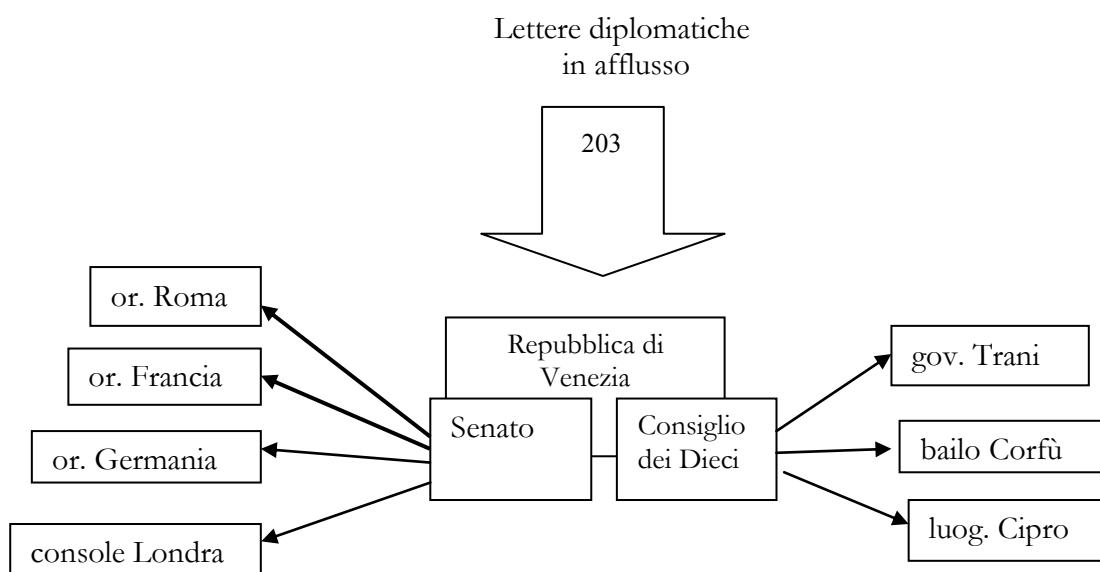 Lettere diplomatiche
in afflusso
203
or. Roma
or. Francia
or. Germania
console Londra
Repubblica di
Venezia
Senato
Consiglio
dei Dieci
gov. Trani
bailo Corfù
luog. Cipro